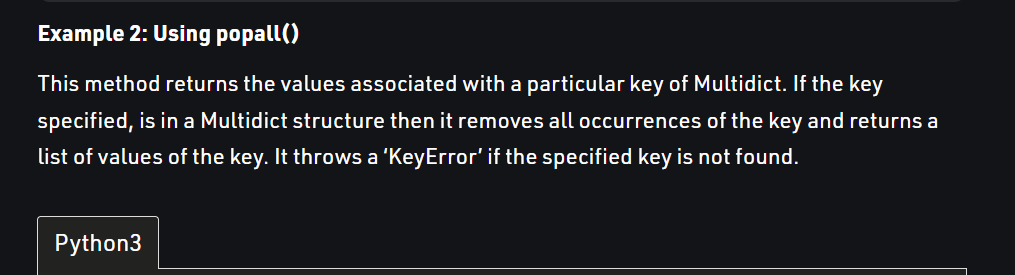 Example 2: Using popall()
This method returns the values associated with a particular key of Multidict. If the key
specified, is in a Multidict structure then it removes all occurrences of the key and returns a
list of values of the key. It throws a ‘KeyError’ if the specified key is not found.
Python3